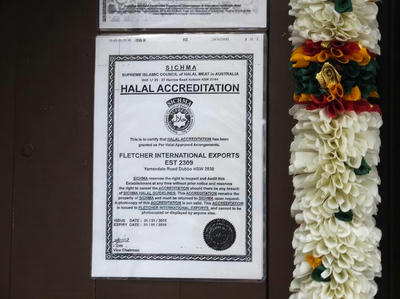 SICHMA
SUPREME ISLAMIC COUNCIL of HALAL MEAT in AUSTRALIA
HALAL ACCREDITATION
SICHMA
This is to certify that HALAL ACCREDITATION has been
granted as Per Halal Approved Arrangements.
FLETCHER INTERNATIONAL EXPORTS
EST 2309
Yarrandale Road Dubbo NSW 2830
SICHMA reserves the right to inspect and Audit this
Establishment at any time without prior notice and reserves
the right to cancel the ACCREDITATION should there be any breach
of SICHMA HALAL GUIDELINES. This ACCREDITATION remains the
property of SICHMA and must be returned to SICHMA upon request.
A photocopy of this ACCREDITATION is not valid. This ACCREDITATION
is issued to FLETCHER INTERNATIONAL EXPORTS and cannot be
photocopied or displayed by anyone else.
ISSUE DATE
EXPIRY DATE
Vice Chairman